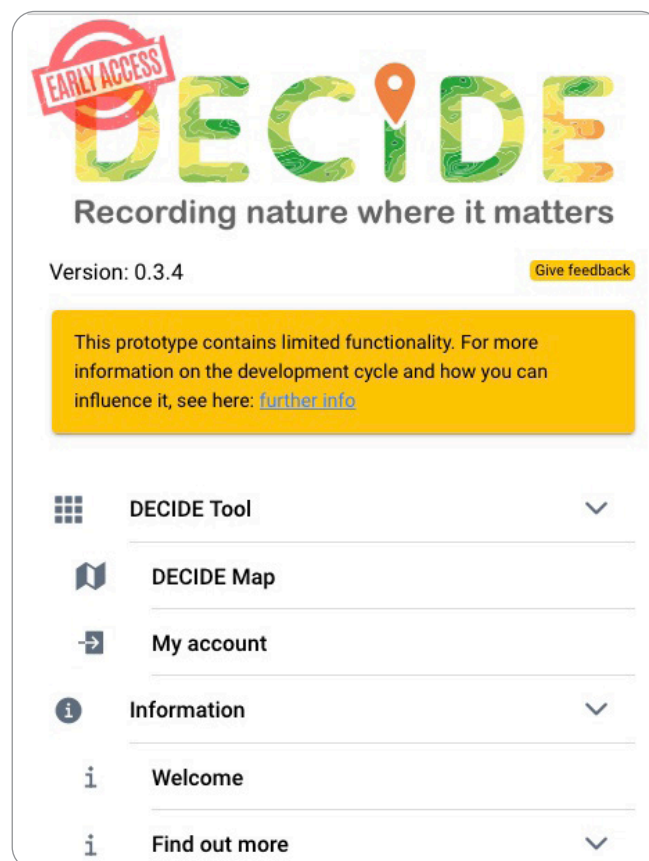 EARLY ACCESS
DECiDE
Recording nature where it matters
Version: 0.3.4
Give feedback
This prototype contains limited functionality. For more
information on the development cycle and how you can
influence it, see here: further info
DECIDE Tool
DECIDE Map
My account
Information
Welcome
Find out more